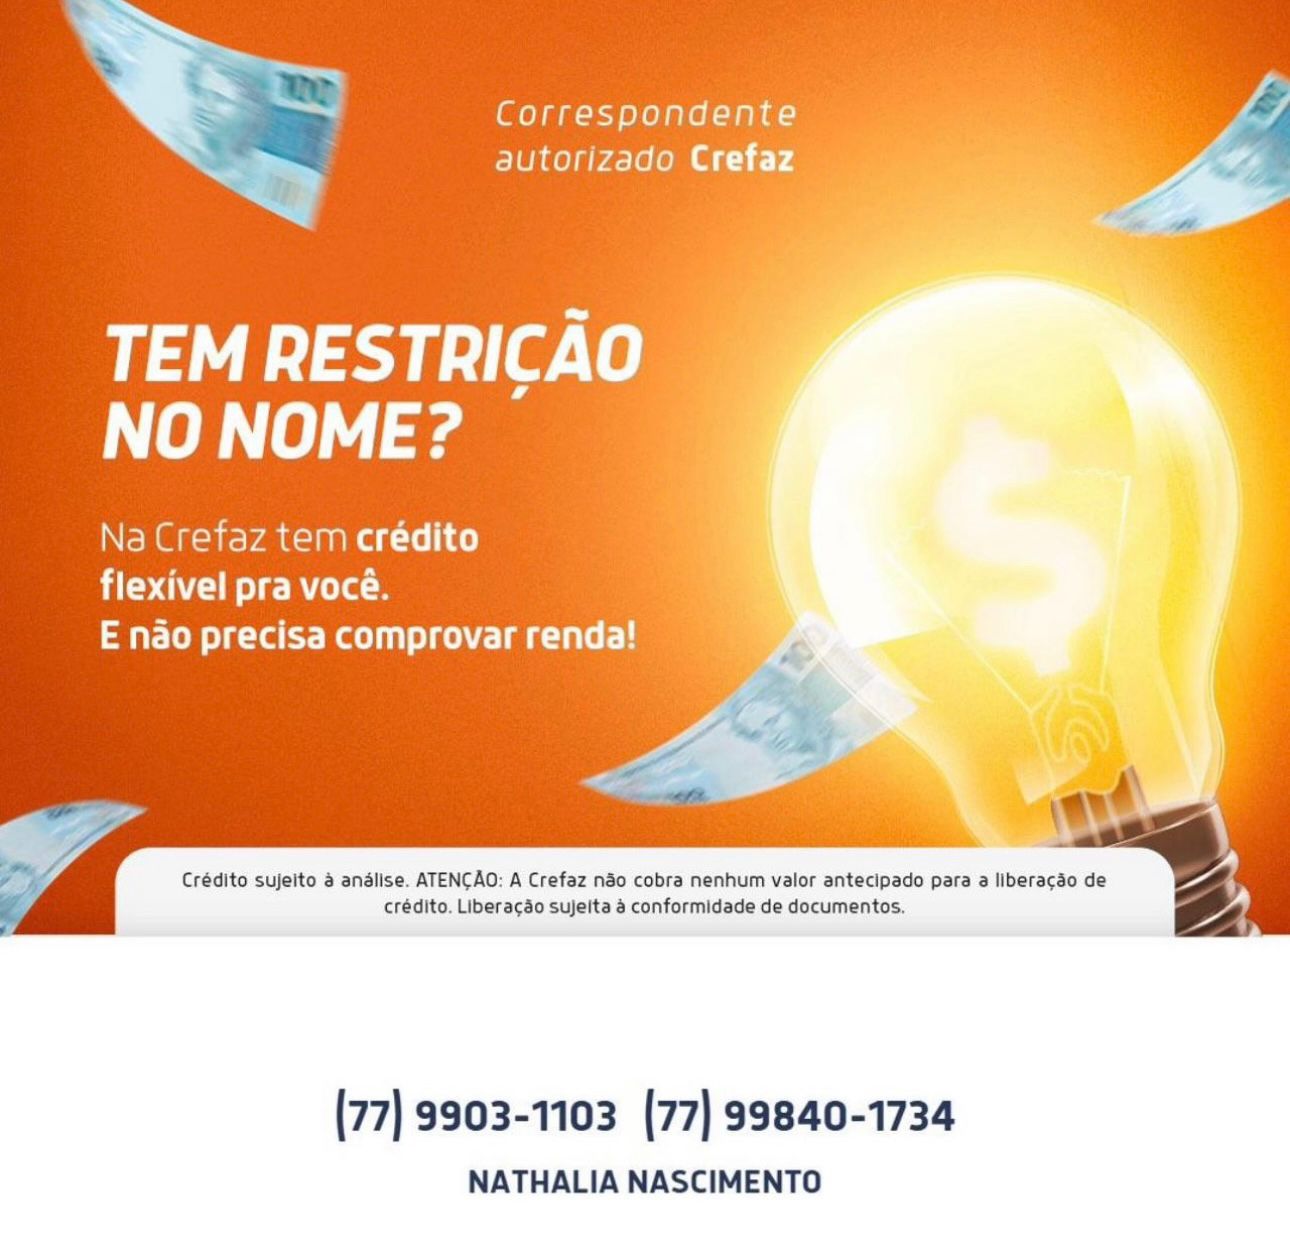 Correspondente
autorizado Crefaz
TEM RESTRIÇÃO
NO NOME?
Na Crefaz tem crédito
flexível pra você.
E não precisa comprovar renda!
Crédito sujeito à análise. ATENÇÃO: A Crefaz não cobra nenhum valor antecipado para a liberação de
crédito. Liberação sujeita à conformidade de documentos.
(77) 9903-1103 (77) 99840-1734
NATHALIA NASCIMENTO